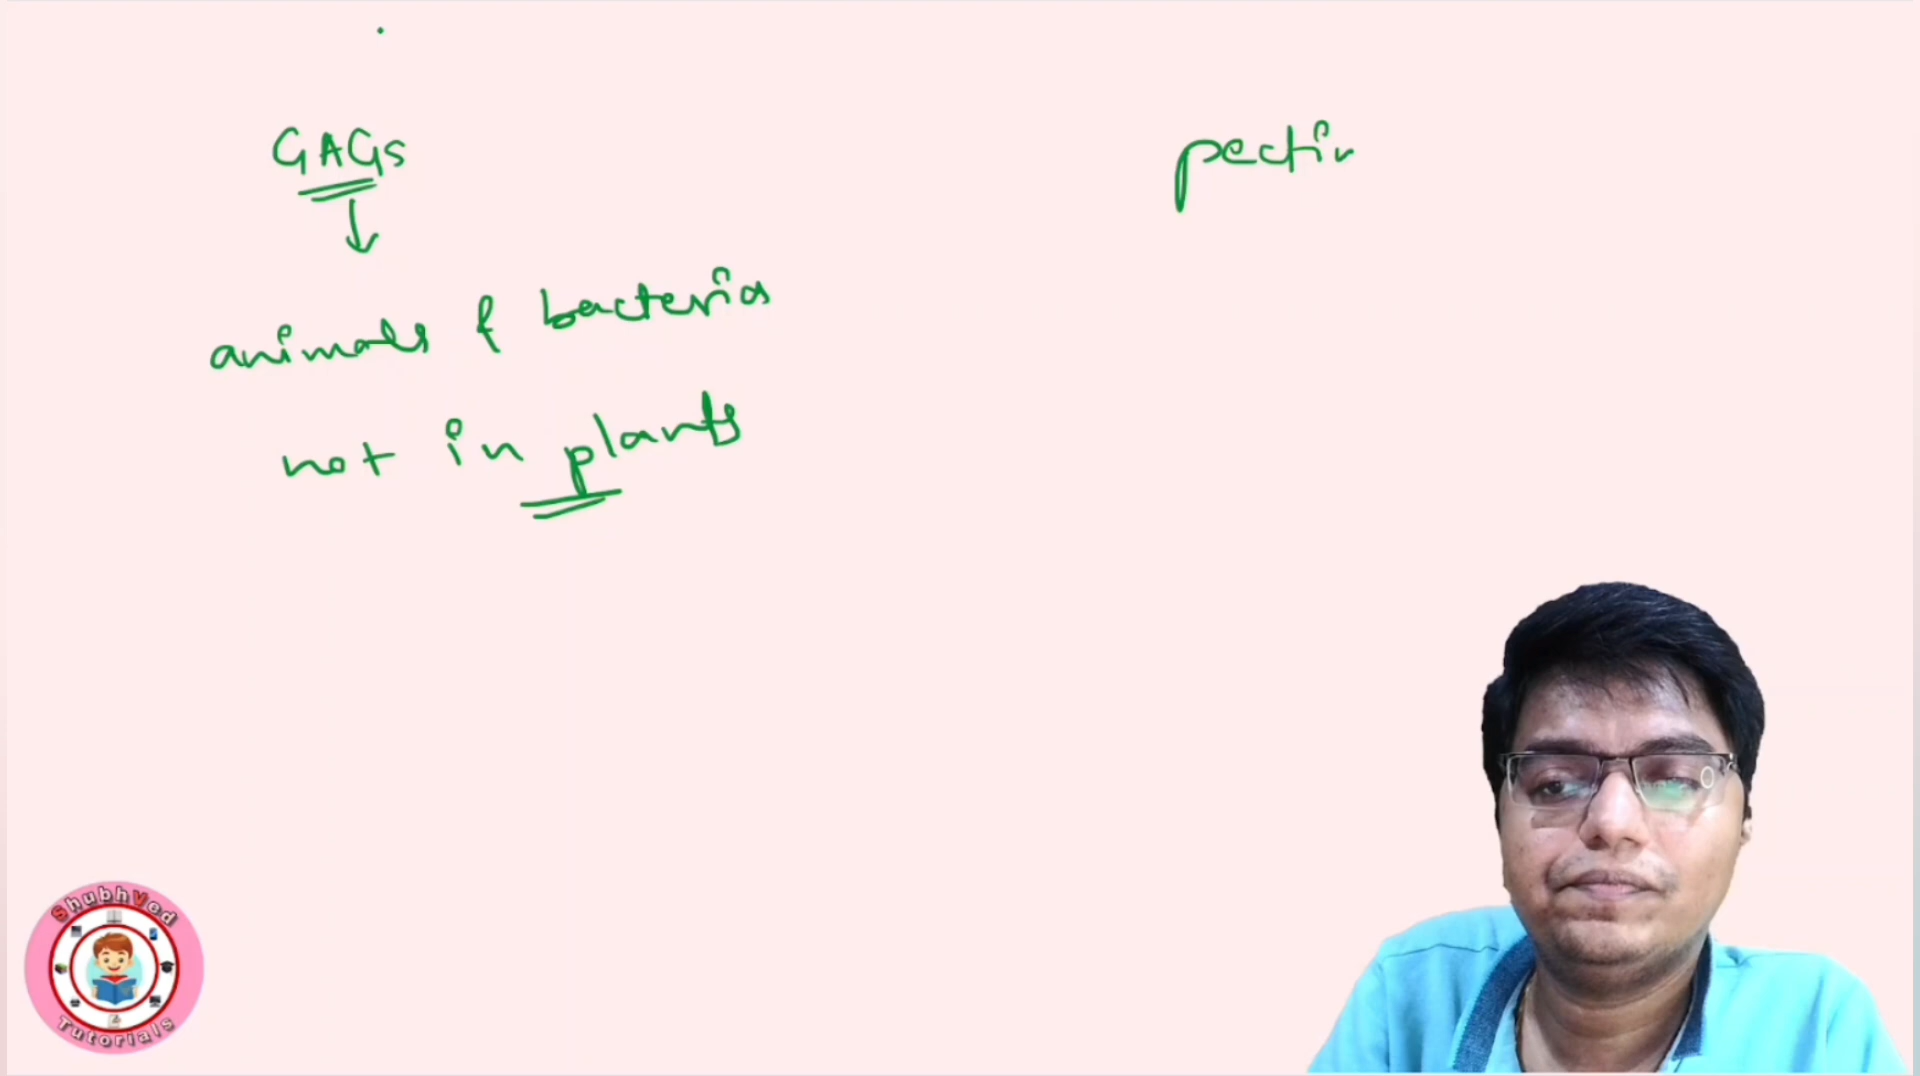 GAGs
pectin
↓
animals & bacteria
not in plants
ShubhVed
Tutorials